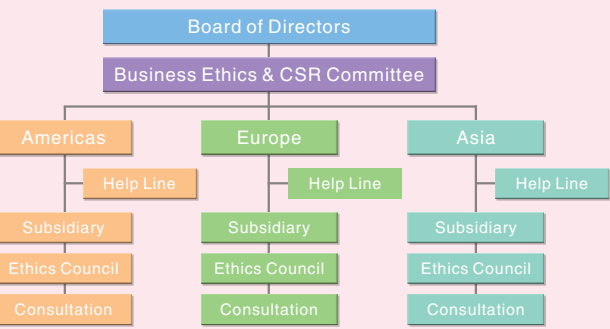 Board of Directors
Business Ethics & CSR Committee
Americas
Europe
Asia
Help Line
Help Line
Help Line
Subsidiary
Subsidiary
Subsidiary
Ethics Council
Ethics Council
Ethics Council
Consultation
Consultation
Consultation